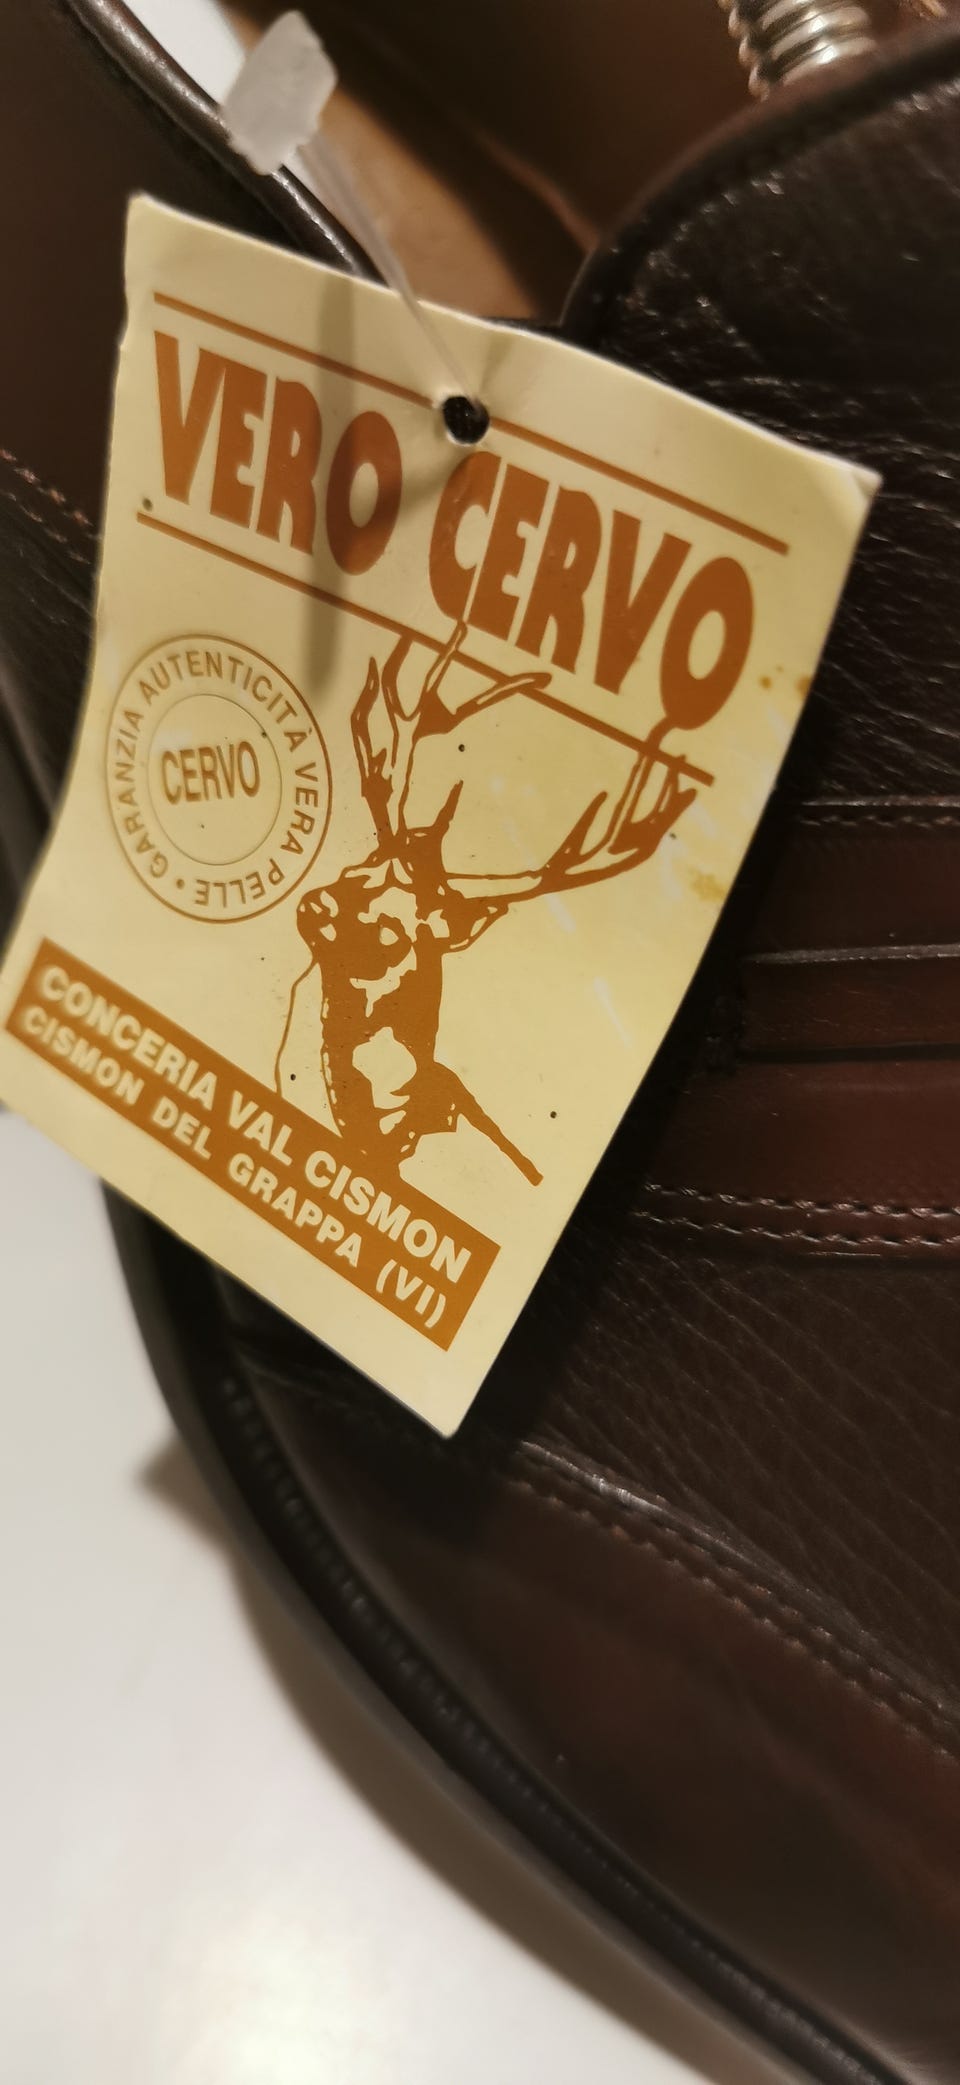 VERO CERVO
GARANZIA AUTENTICITÀ VERA PELLE •
CERVO
CONCERIA VAL CISMON
CISMON DEL GRAPPA (VI)